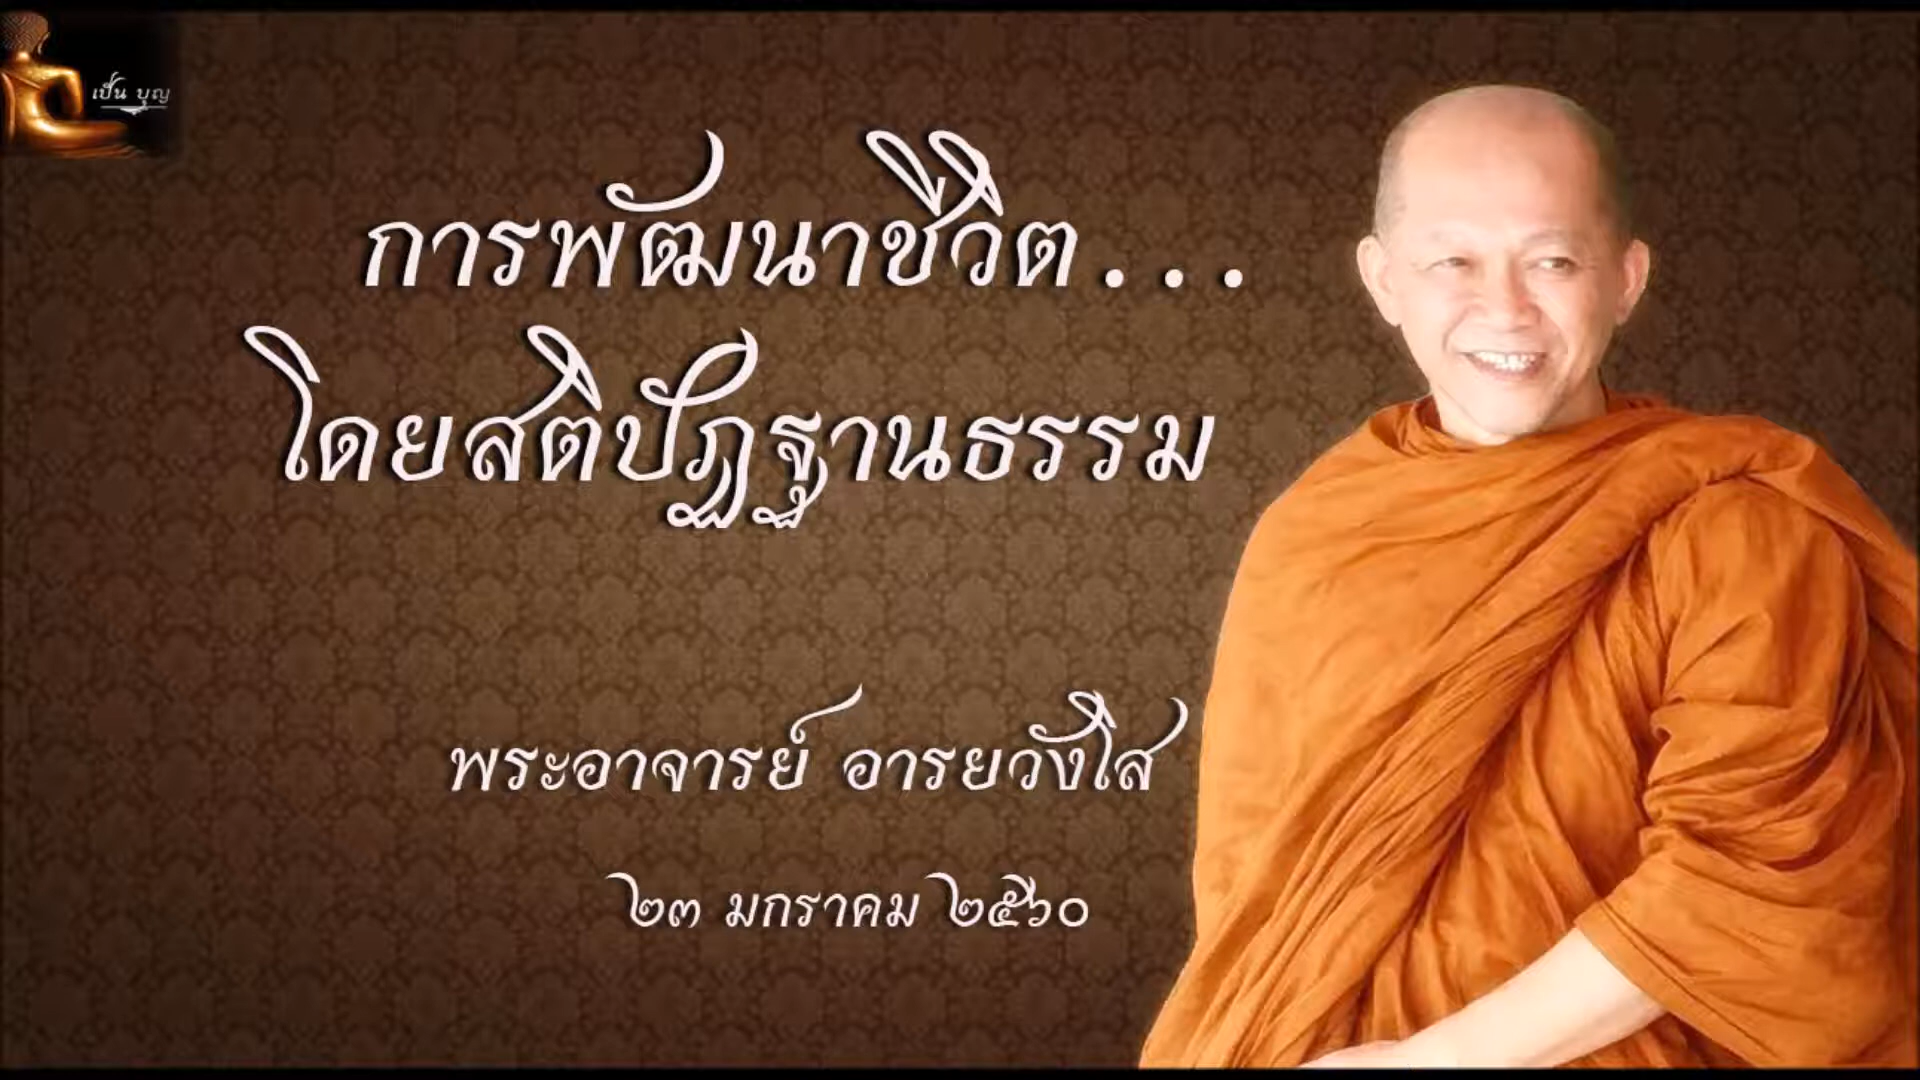 เป็น บุญ
การพัฒนาชีวิต...
โดยสติปัฏฐานธรรม
พระอาจารย์ อารยวังโส
๒๓ มกราคม ๒๕๖๐